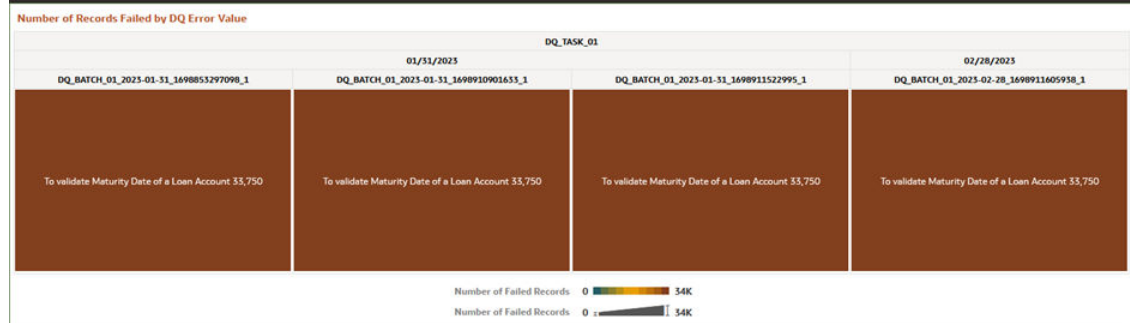 Number of Records Failed by DQ Error Value
DQ_TASK_01
01/31/2023 02/28/2023
DQ_BATCH_01_2023-01-31_1698853297098_1 DQ_BATCH_01_2023-01-31_1698910901633_1 DQ_BATCH_01_2023-01-31_1698911522995_1 DQ_BATCH_01_2023-02-28_1698911605938_1
To validate Maturity Date of a Loan Account 33,750 To validate Maturity Date of a Loan Account 33,750 To validate Maturity Date of a Loan Account 33,750 To validate Maturity Date of a Loan Account 33,750
Number of Failed Records 0 34K
Number of Failed Records 0 34K